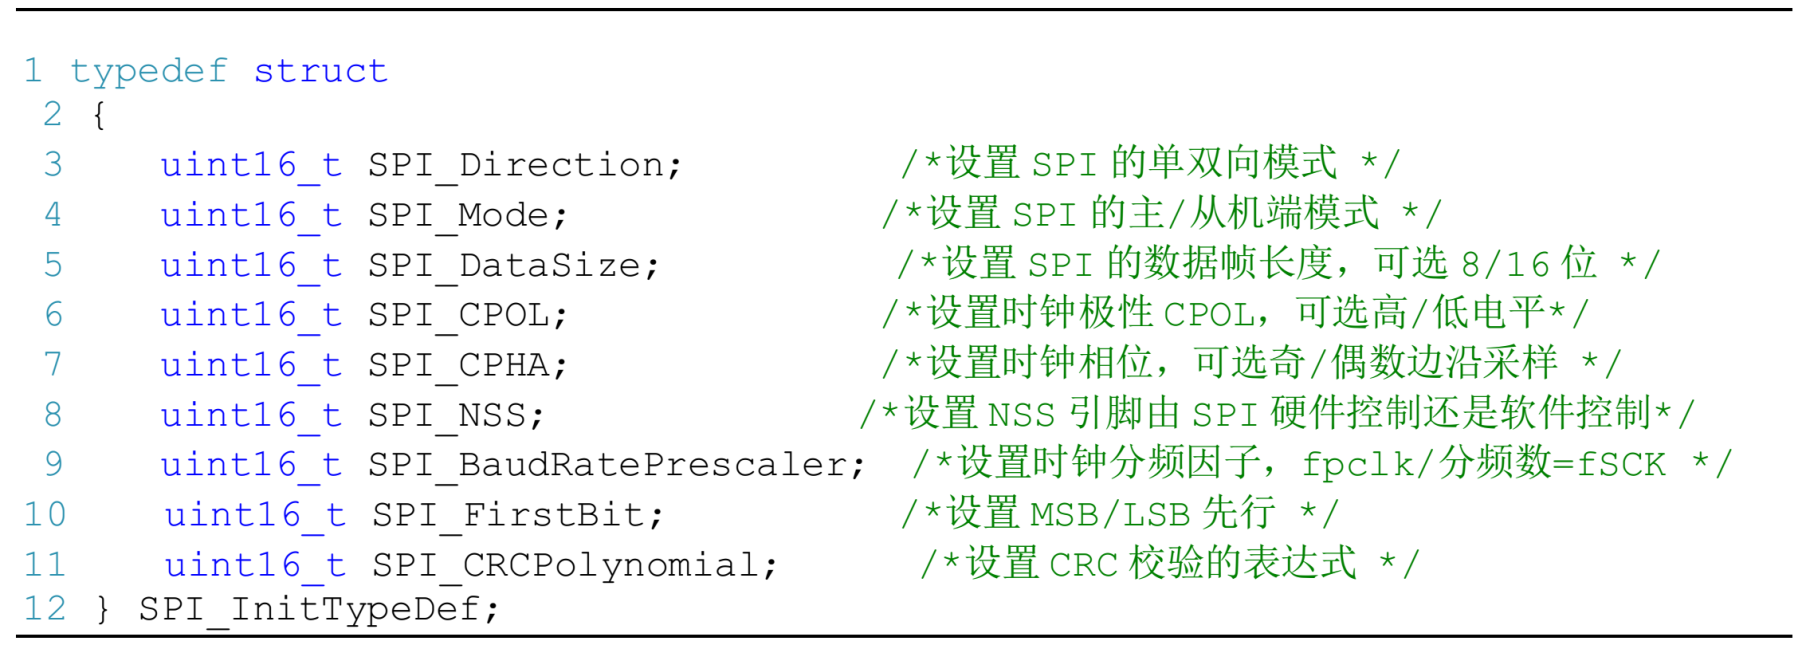 1 typedef struct
2 {
3 uint16_t SPI_Direction; /*设置 SPI 的单双向模式 */
4 uint16_t SPI_Mode; /*设置 SPI 的主/从机端模式 */
5 uint16_t SPI_DataSize; /*设置 SPI 的数据帧长度，可选 8/16 位 */
6 uint16_t SPI_CPOL; /*设置时钟极性 CPOL，可选高/低电平*/
7 uint16_t SPI_CPHA; /*设置时钟相位，可选奇/偶数边沿采样 */
8 uint16_t SPI_NSS; /*设置 NSS 引脚由 SPI 硬件控制还是软件控制*/
9 uint16_t SPI_BaudRatePrescaler; /*设置时钟分频因子，fpclk/分频数=fSCK */
10 uint16_t SPI_FirstBit; /*设置 MSB/LSB 先行 */
11 uint16_t SPI_CRCPolynomial; /*设置 CRC 校验的表达式 */
12 } SPI_InitTypeDef;